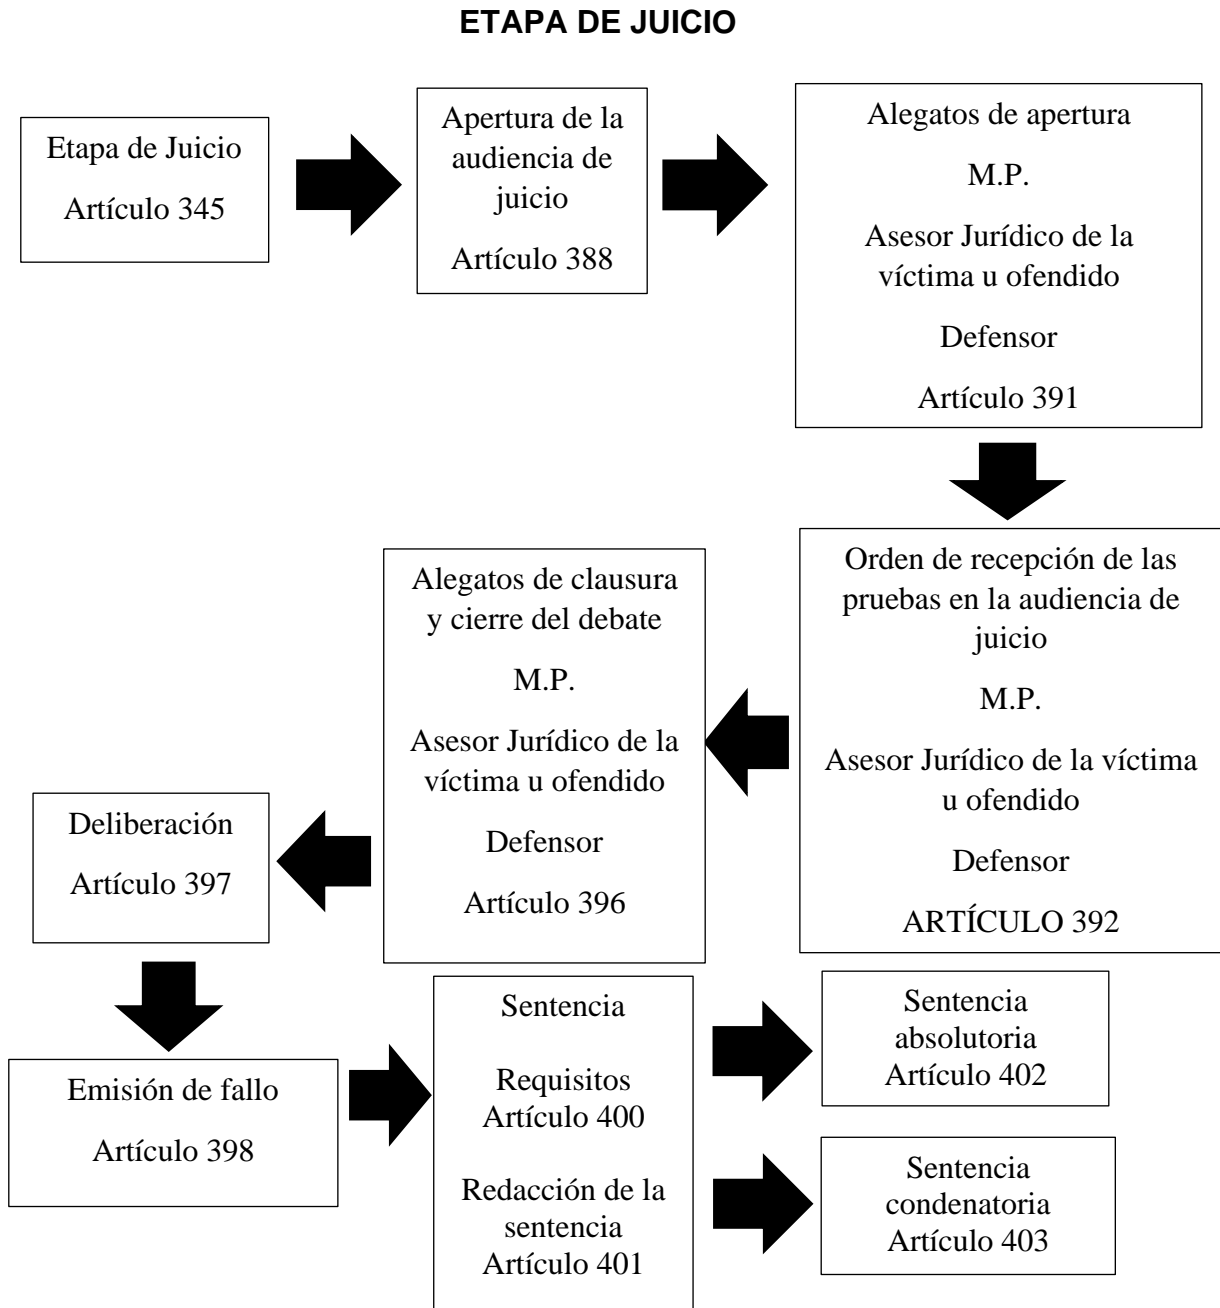 ETAPA DE JUICIO
Etapa de Juicio
Artículo 345
Apertura de la
audiencia de
juicio
Artículo 388
Alegatos de apertura
M.P.
Asesor Jurídico de la
víctima u ofendido
Defensor
Artículo 391
Orden de recepción de las
pruebas en la audiencia de
juicio
M.P.
Asesor Jurídico de la víctima
u ofendido
Defensor
ARTÍCULO 392
Alegatos de clausura
y cierre del debate
M.P.
Asesor Jurídico de la
víctima u ofendido
Defensor
Artículo 396
Deliberación
Artículo 397
Emisión de fallo
Artículo 398
Sentencia
Requisitos
Artículo 400
Redacción de la
sentencia
Artículo 401
Sentencia
absolutoria
Artículo 402
Sentencia
condenatoria
Artículo 403